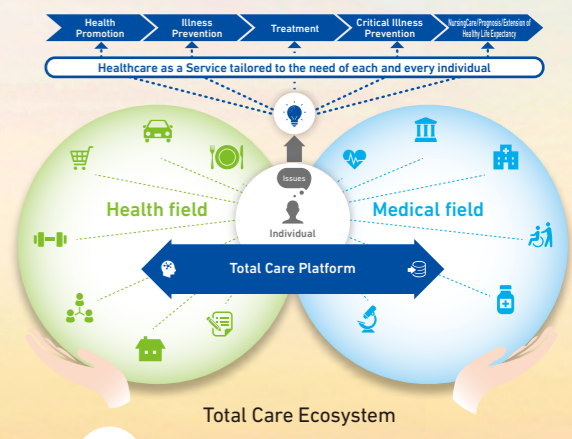 Health
Promotion
Illness
Prevention
Treatment
Critical Illness
Prevention
NursingCare/Prognosis/Extension of
Healthy Life Expectancy
Healthcare as a Service tailored to the need of each and every individual
Issues
Health field
Medical field
Individual
Total Care Platform
Total Care Ecosystem